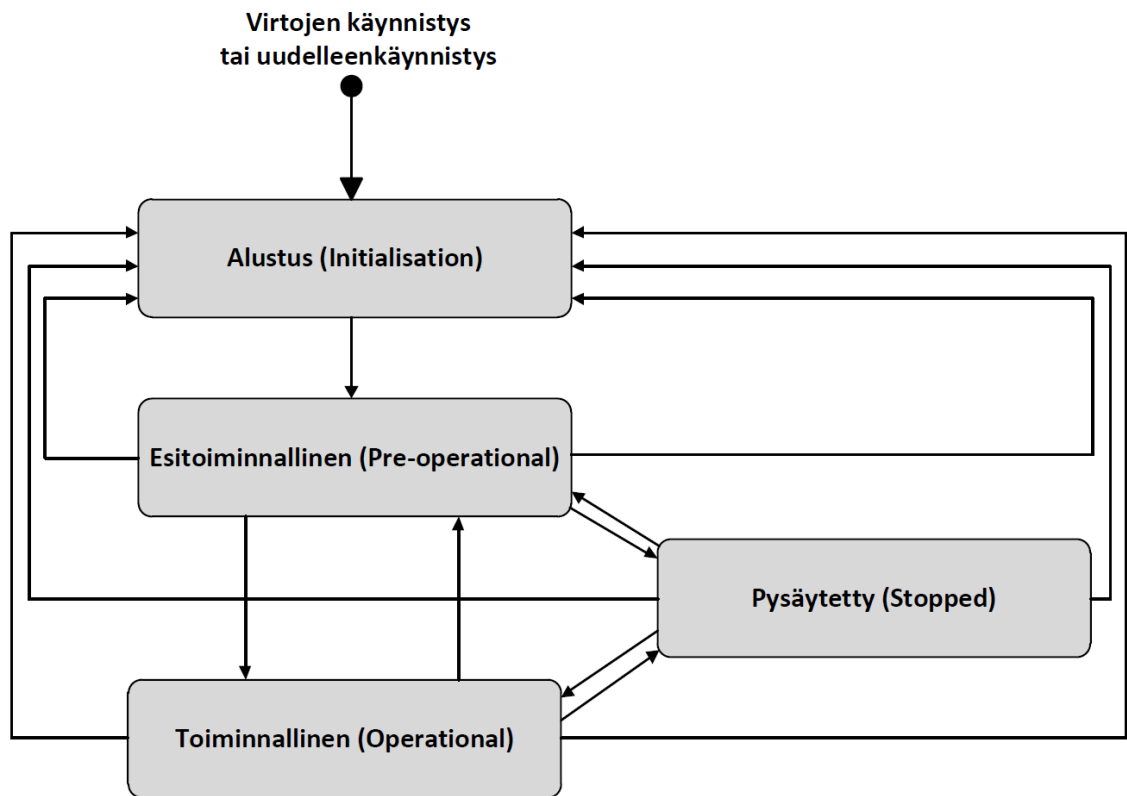 Virtojen käynnistys
tai uudelleenkäynnistys
Alustus (Initialisation)
Esitoiminnallinen (Pre-operational)
Pysäytetty (Stopped)
Toiminnallinen (Operational)